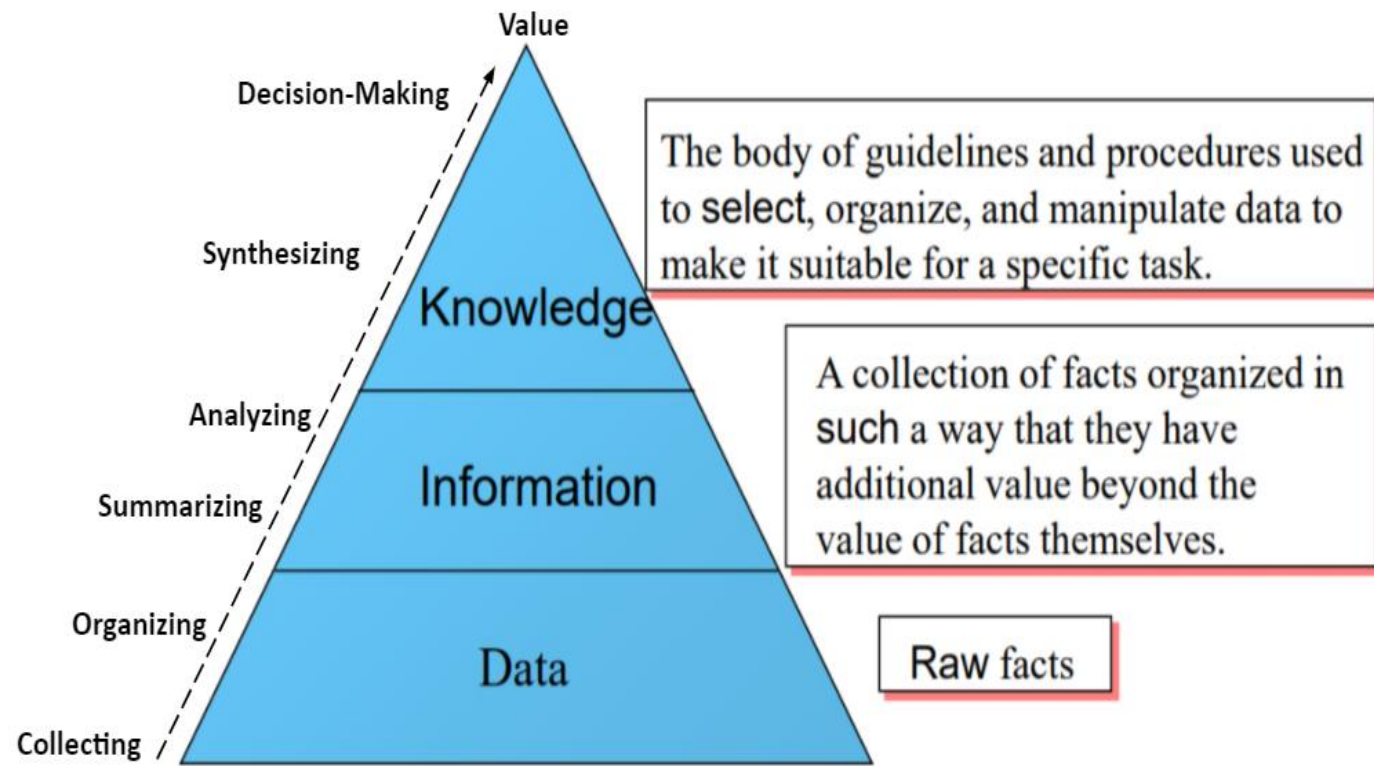 Value
Decision-Making
The body of guidelines and procedures used
to select, organize, and manipulate data to
make it suitable for a specific task.
Synthesizing
Knowledge
A collection of facts organized in
such a way that they have
additional value beyond the
value of facts themselves.
Analyzing
Information
Summarizing
Organizing
Data
Raw facts
Collecting